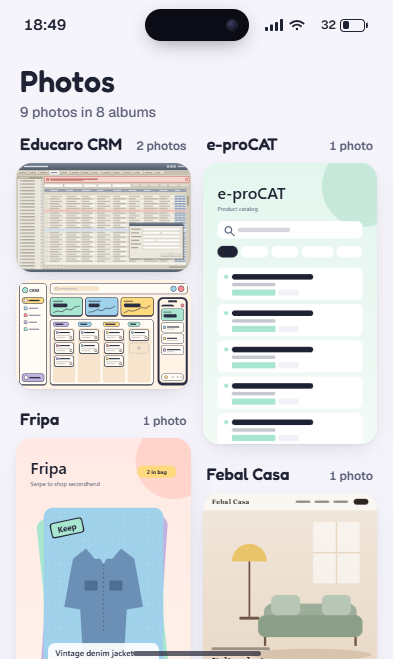 18:49
32
Photos
9 photos in 8 albums
Educaro CRM 2 photos
CRM
Fripa 1 photo
Fripa
2 in bag
Swipe to shop secondhand
Keep
Vintage denim jacket
e-proCAT 1 photo
e-proCAT
Product catalog
Febal Casa 1 photo
Febal Casa